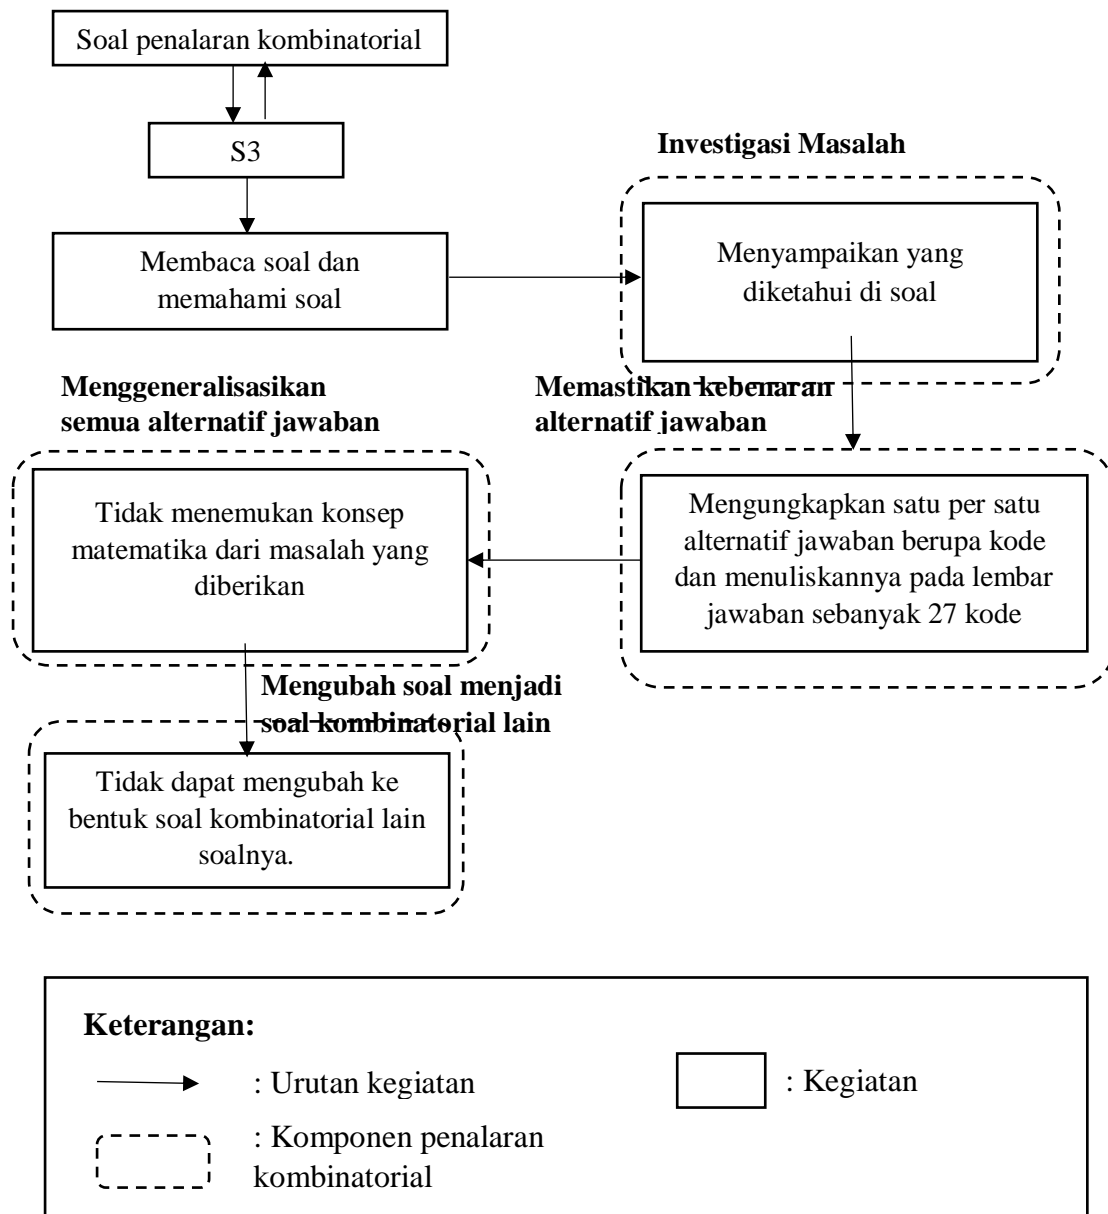 Soal penalaran kombinatorial
S3
Investigasi Masalah
Membaca soal dan
memahami soal
Menyampaikan yang
diketahui di soal
Menggeneralisasikan
semua alternatif jawaban
Memastikan kebenaran
alternatif jawaban
Tidak menemukan konsep
matematika dari masalah yang
diberikan
Mengungkapkan satu per satu
alternatif jawaban berupa kode
dan menuliskannya pada lembar
jawaban sebanyak 27 kode
Mengubah soal menjadi
soal kombinatorial lain
Tidak dapat mengubah ke
bentuk soal kombinatorial lain
soalnya.
Keterangan:
: Urutan kegiatan
: Kegiatan
: Komponen penalaran
kombinatorial